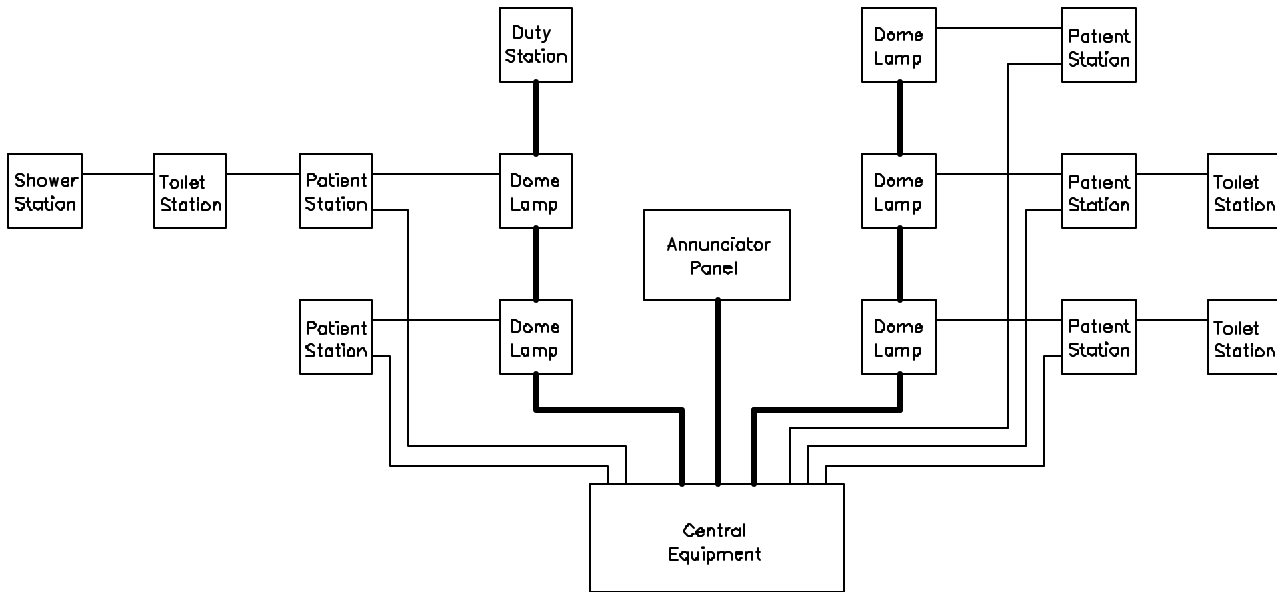 Duty
Station
Dome
Lamp
Patient
Station
Shower
Station
Toilet
Station
Patient
Station
Dome
Lamp
Dome
Lamp
Patient
Station
Toilet
Station
Annunciator
Panel
Patient
Station
Dome
Lamp
Dome
Lamp
Patient
Station
Toilet
Station
Central
Equipment